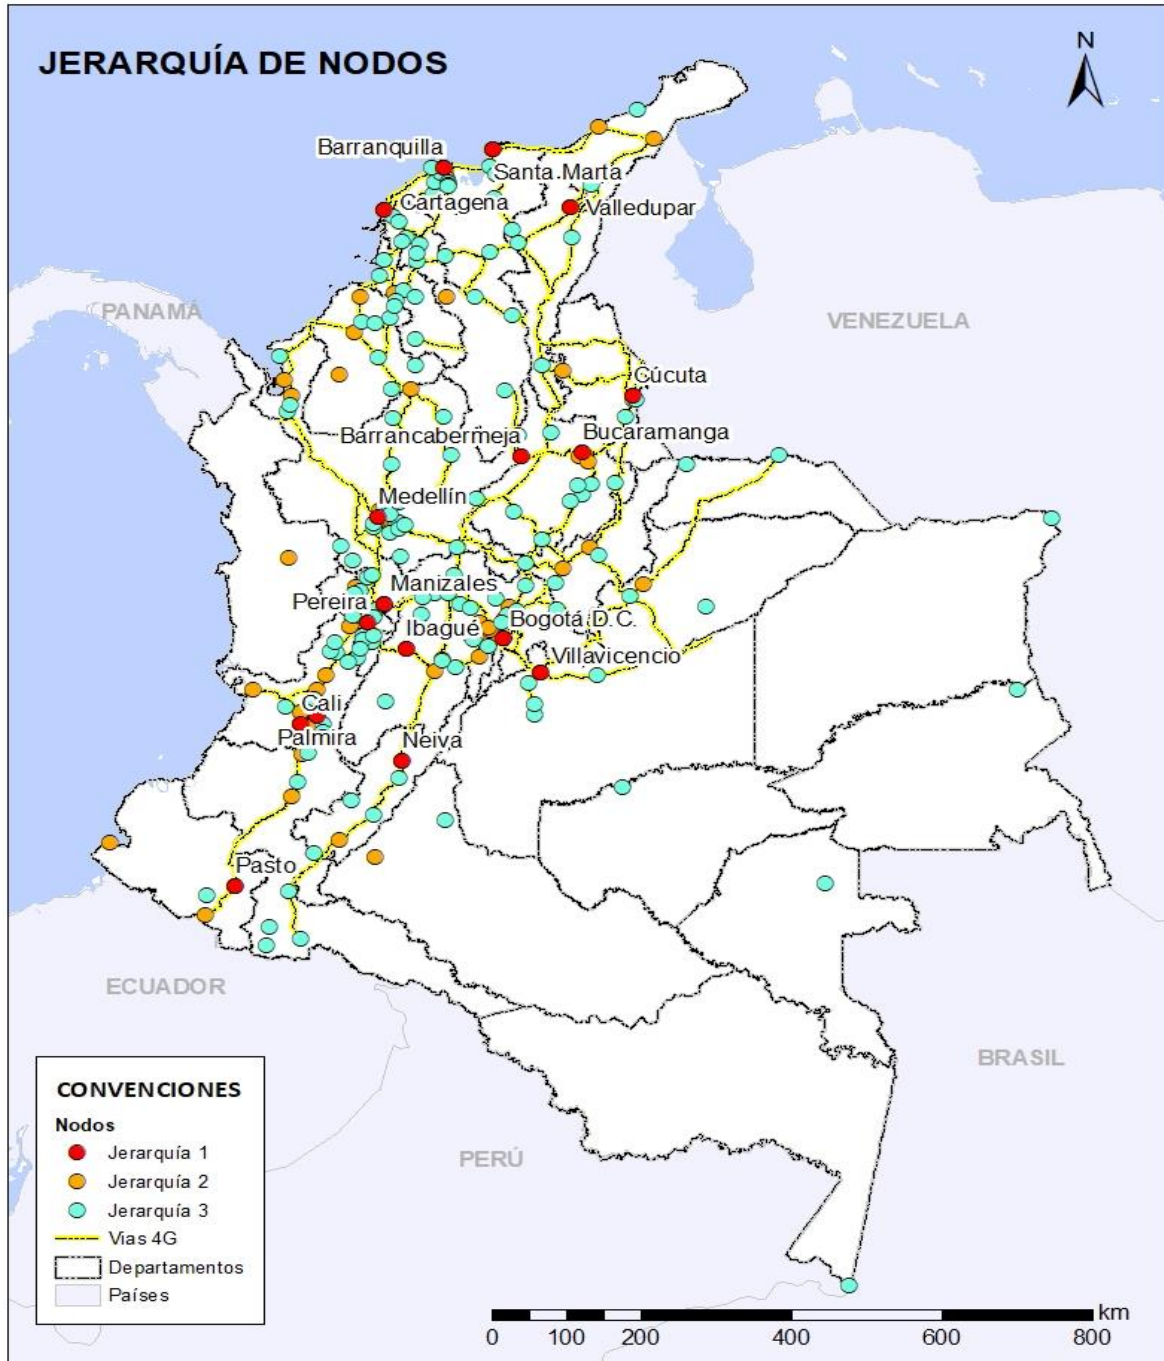 JERARQUÍA DE NODOS
N
Barranquilla
Santa Marta
Cartagena
Valledupar
PANAMÁ
VENEZUELA
Cúcuta
Barrancabermeja
Bucaramanga
Medellín
Manizales
Pereira
Ibagué
Bogotá D.C.
Villavicencio
Cali
Palmira
Neiva
Pasto
ECUADOR
BRASIL
PERÚ
CONVENCIONES
Nodos
Jerarquía 1
Jerarquía 2
Jerarquía 3
Vias 4G
Departamentos
Países
km
0 100 200 400 600 800